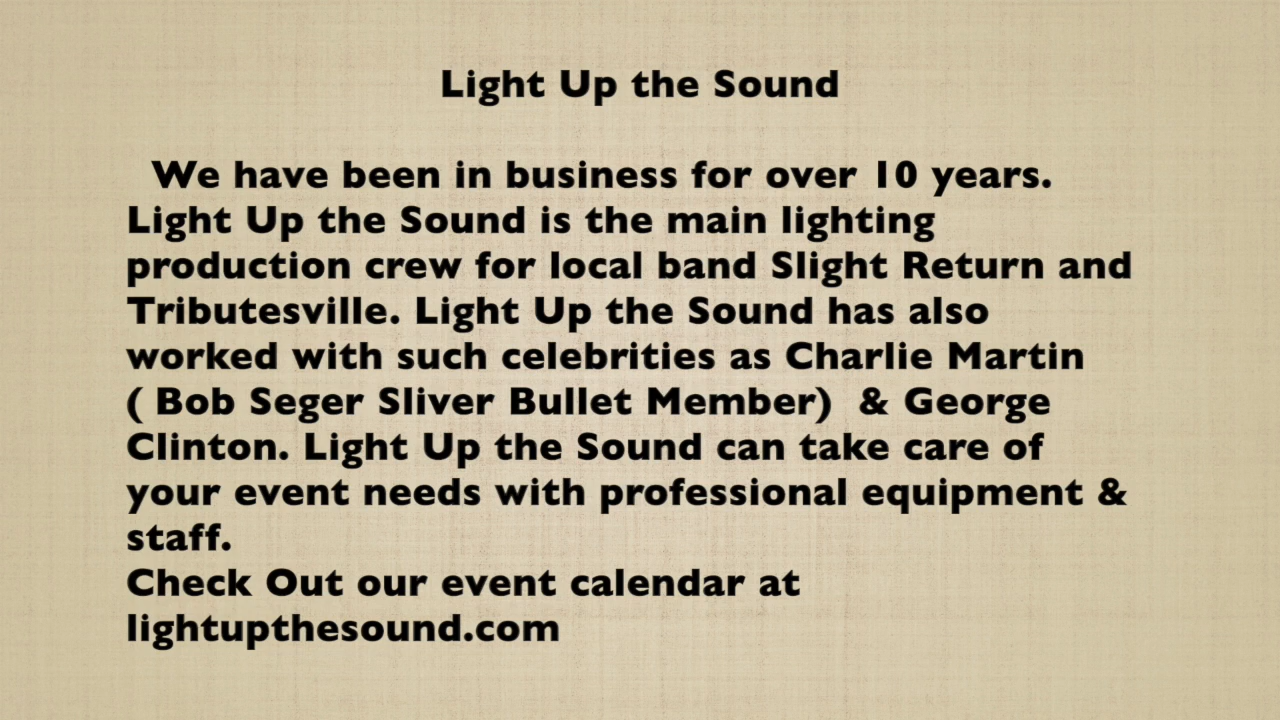 Light Up the Sound
We have been in business for over 10 years.
Light Up the Sound is the main lighting
production crew for local band Slight Return and
Tributesville. Light Up the Sound has also
worked with such celebrities as Charlie Martin
( Bob Seger Sliver Bullet Member)  & George
Clinton. Light Up the Sound can take care of
your event needs with professional equipment &
staff.
Check Out our event calendar at
lightupthesound.com